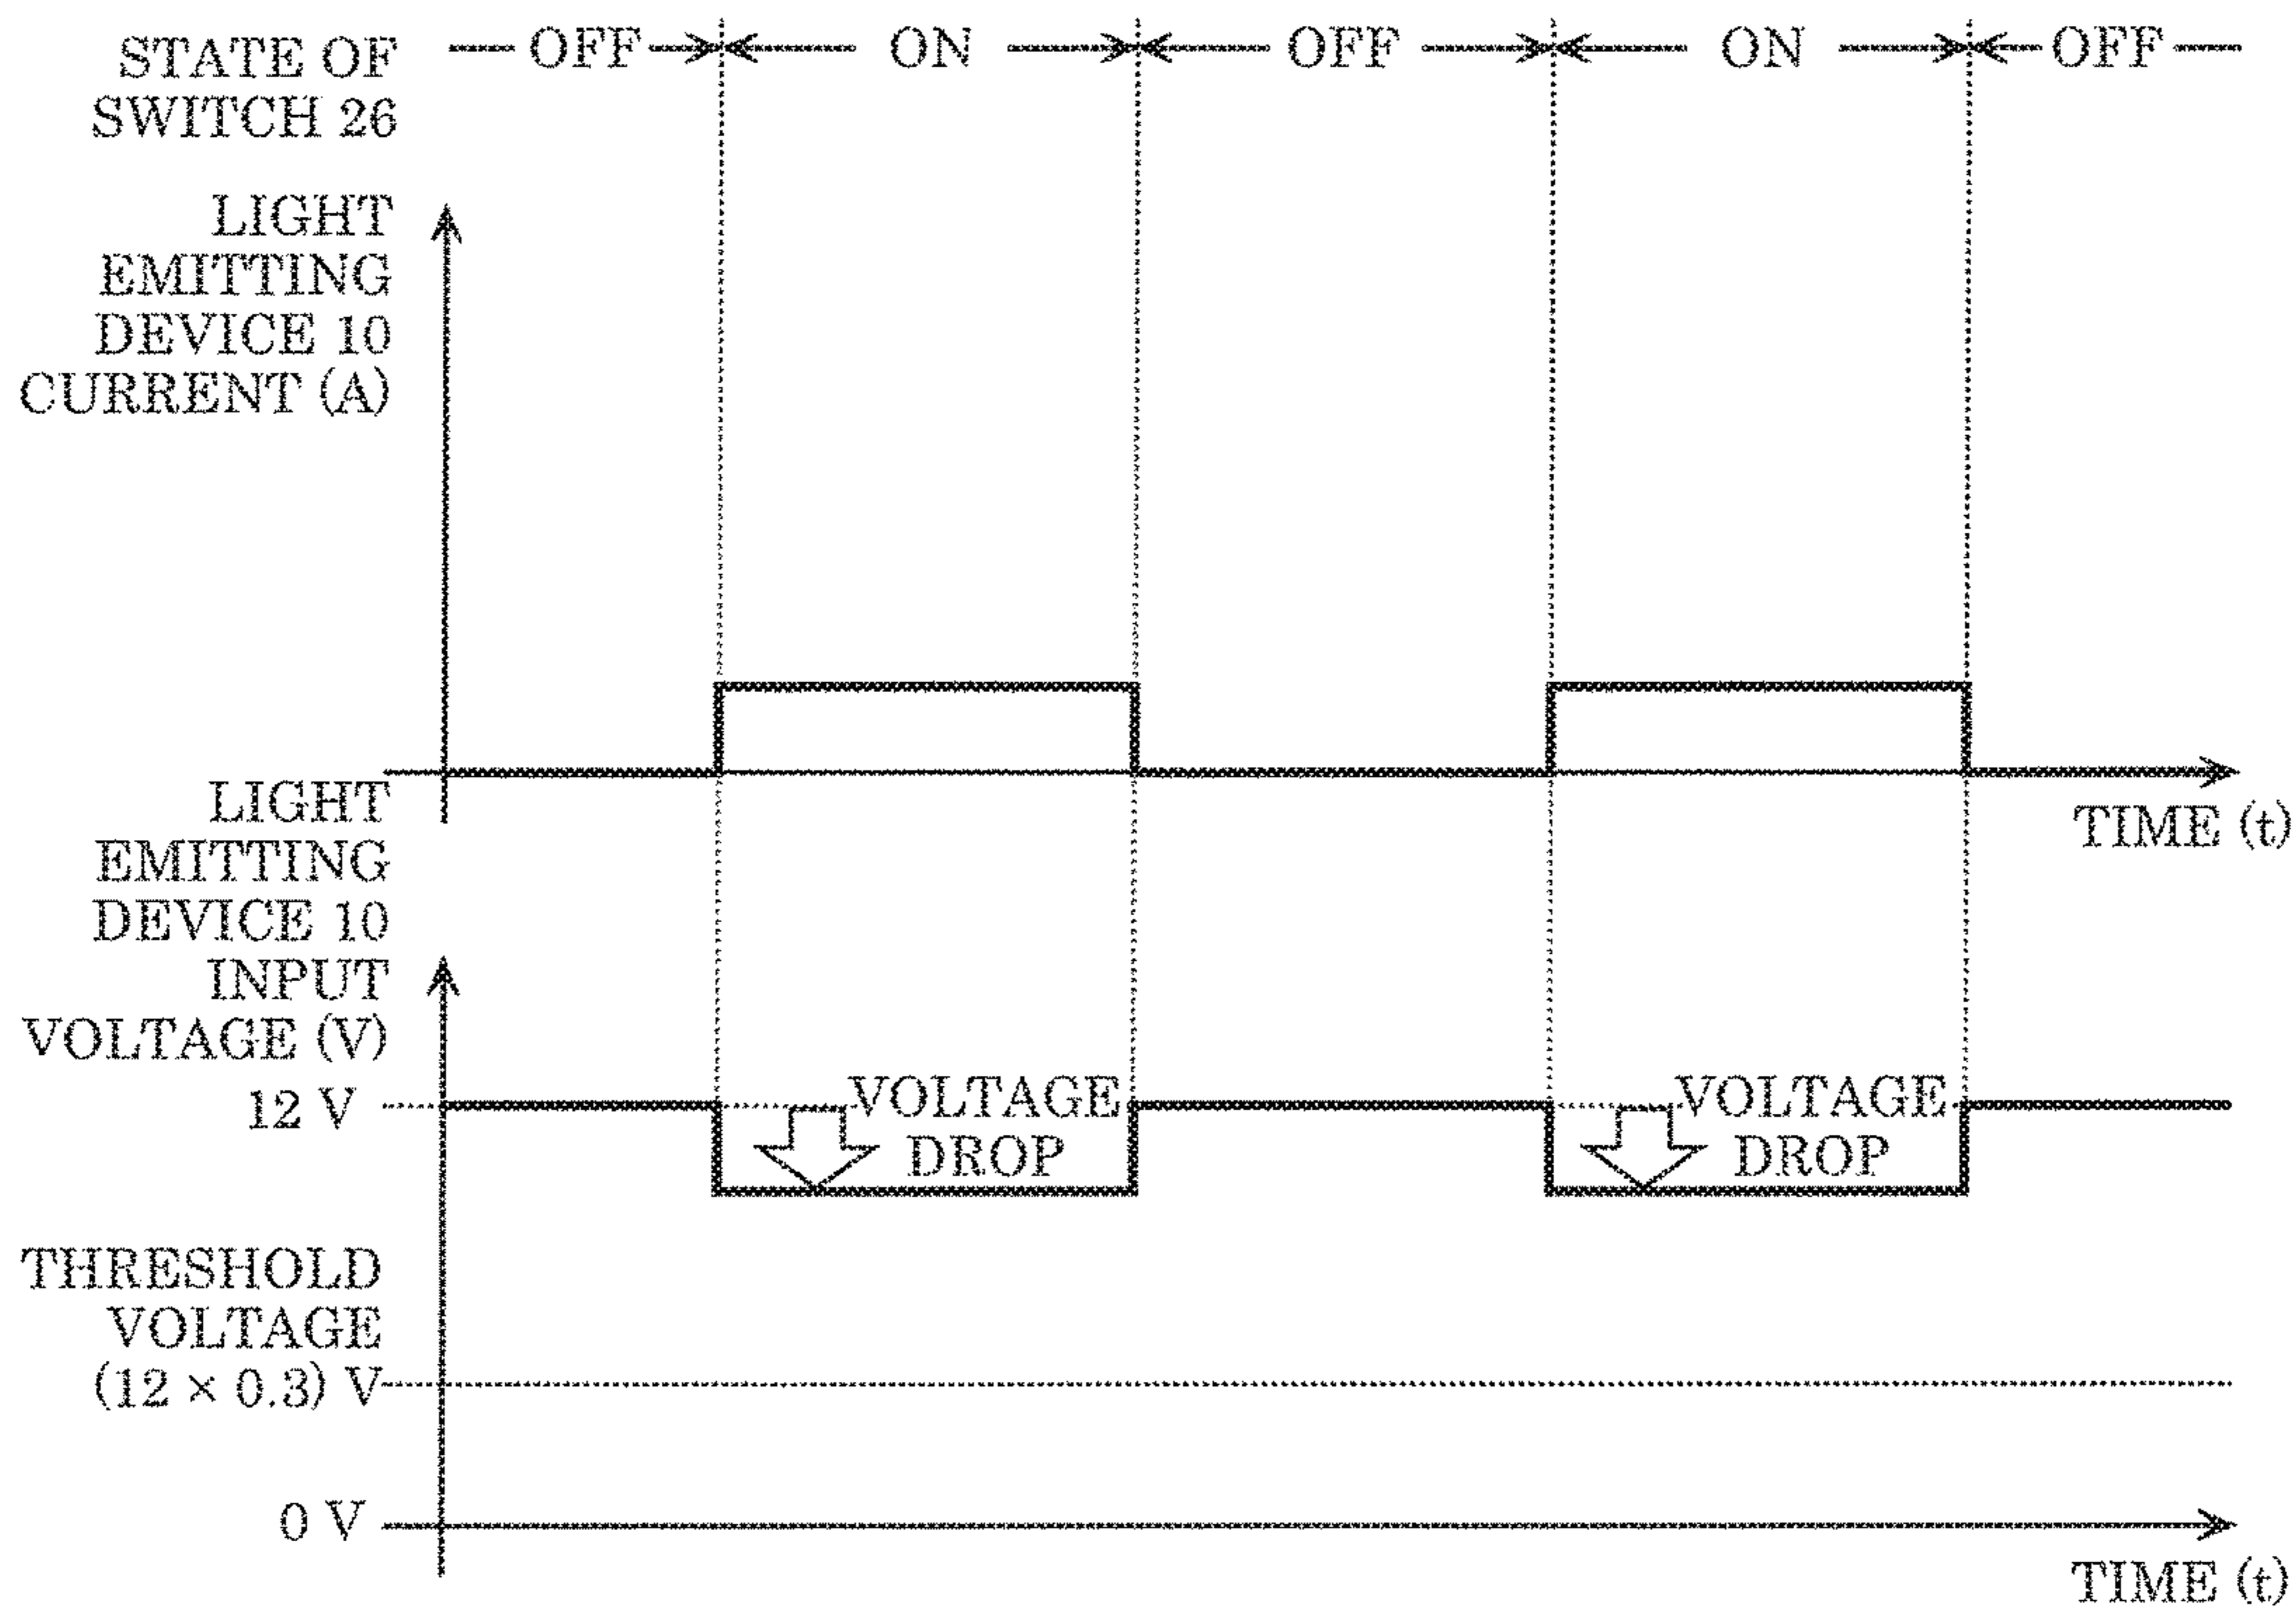 STATE OF
SWITCH 26
OFF ON OFF ON OFF
LIGHT
EMITTING
DEVICE 10
CURRENT (A)
TIME (t)
LIGHT
EMITTING
DEVICE 10
INPUT
VOLTAGE (V)
12 V
VOLTAGE
DROP
VOLTAGE
DROP
THRESHOLD
VOLTAGE
(12 × 0.3) V
0 V
TIME (t)